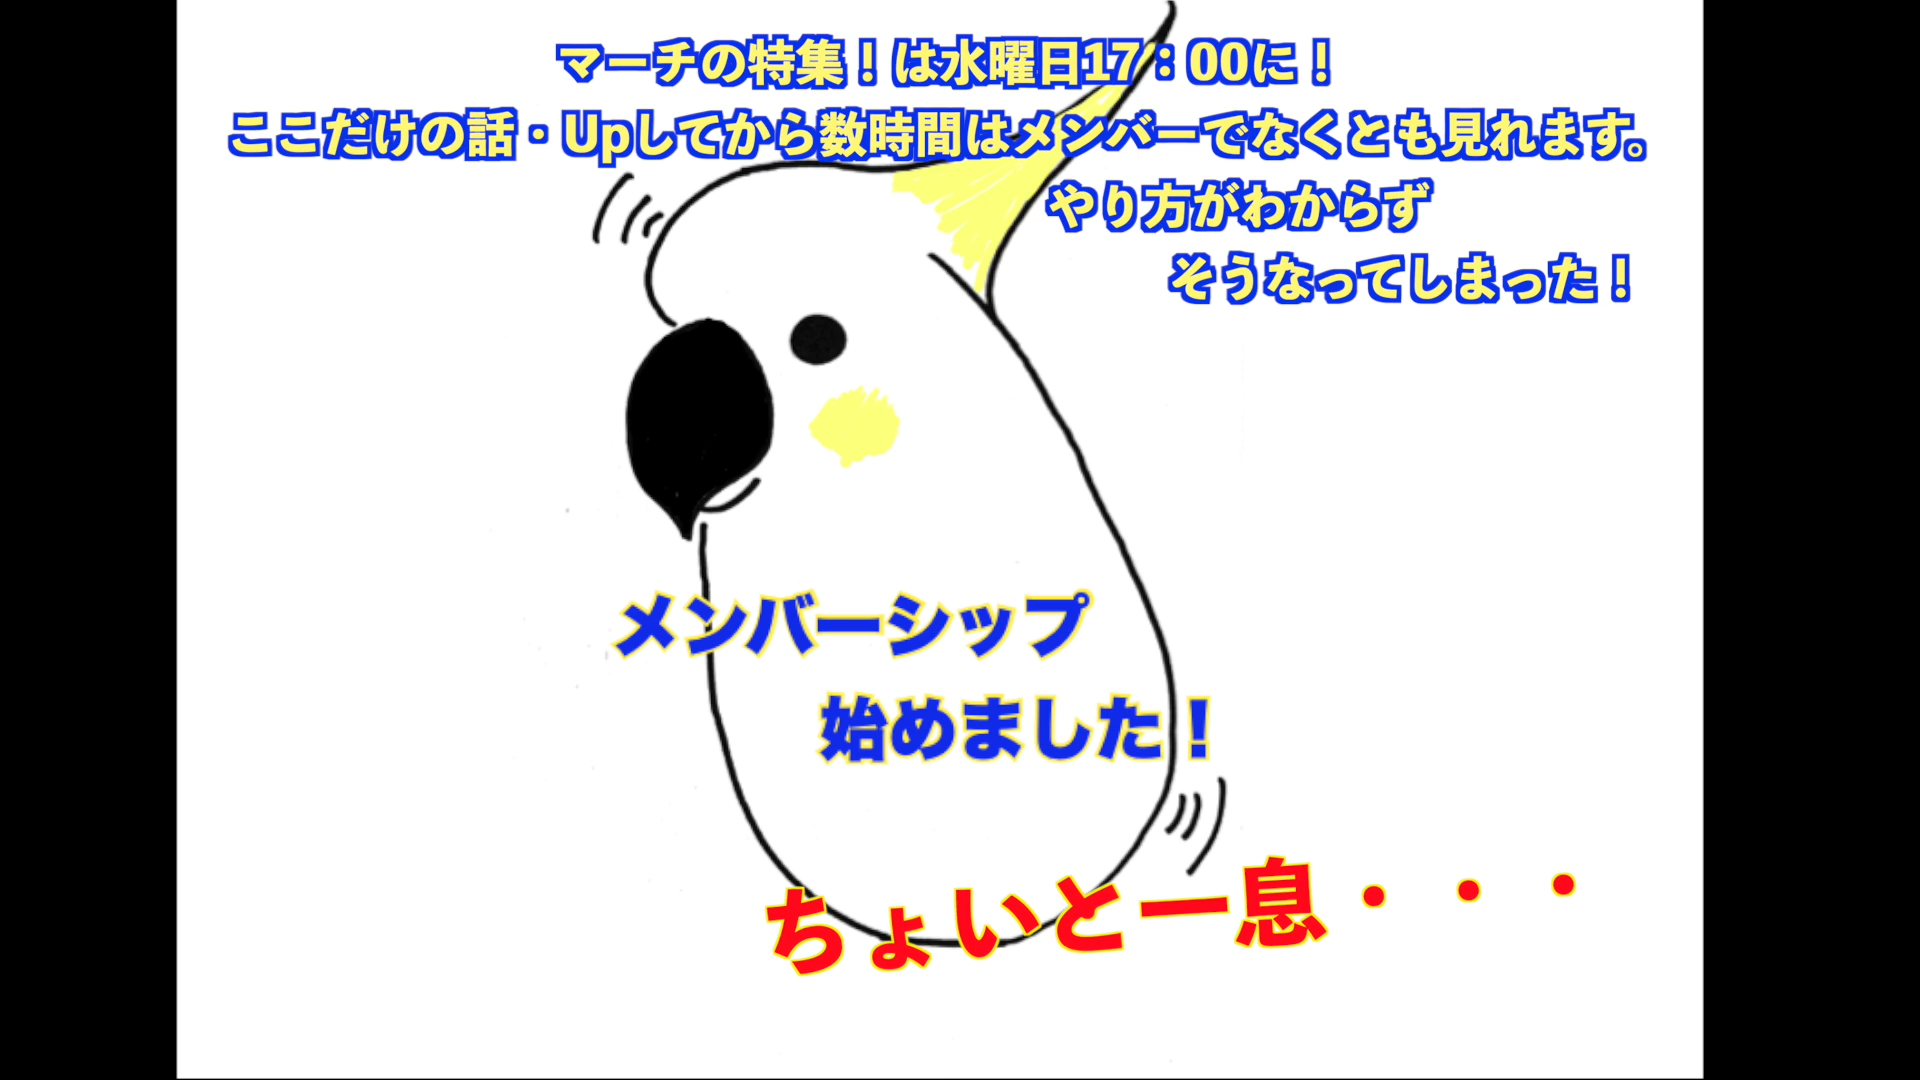 マーチの特集！は水曜日17：00に！
ここだけの話・Upしてから数時間はメンバーでなくとも見れます。
やり方がわからず
そうなってしまった！
メンバーシップ
始めました！
ちょいと一息・・・